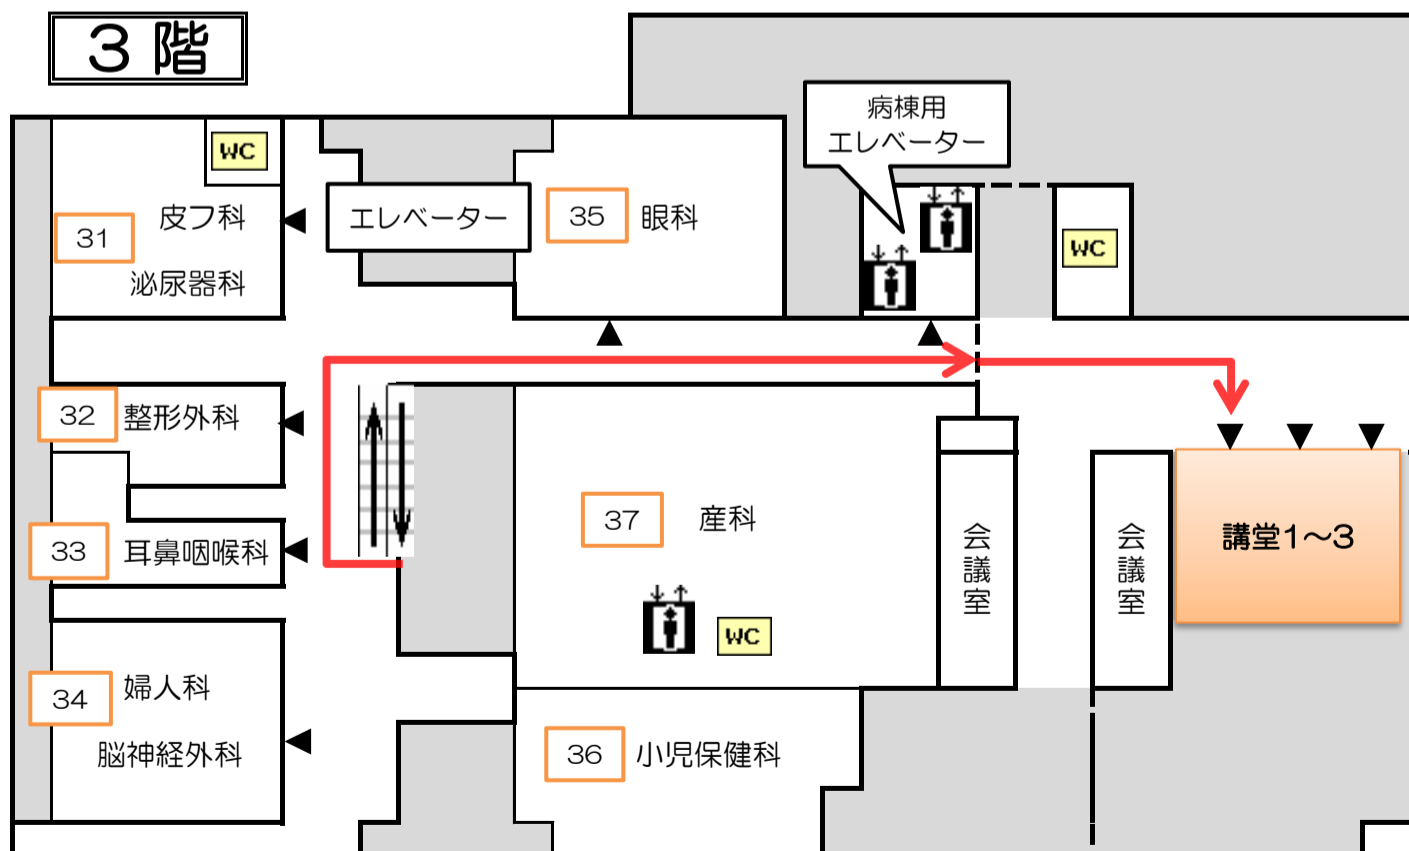 3階
病棟用
エレベーター
WC
31
皮フ科
泌尿器科
エレベーター
35
眼科
WC
32
整形外科
33
耳鼻咽喉科
37
産科
WC
会議室
会議室
講堂1～3
34
婦人科
脳神経外科
36
小児保健科